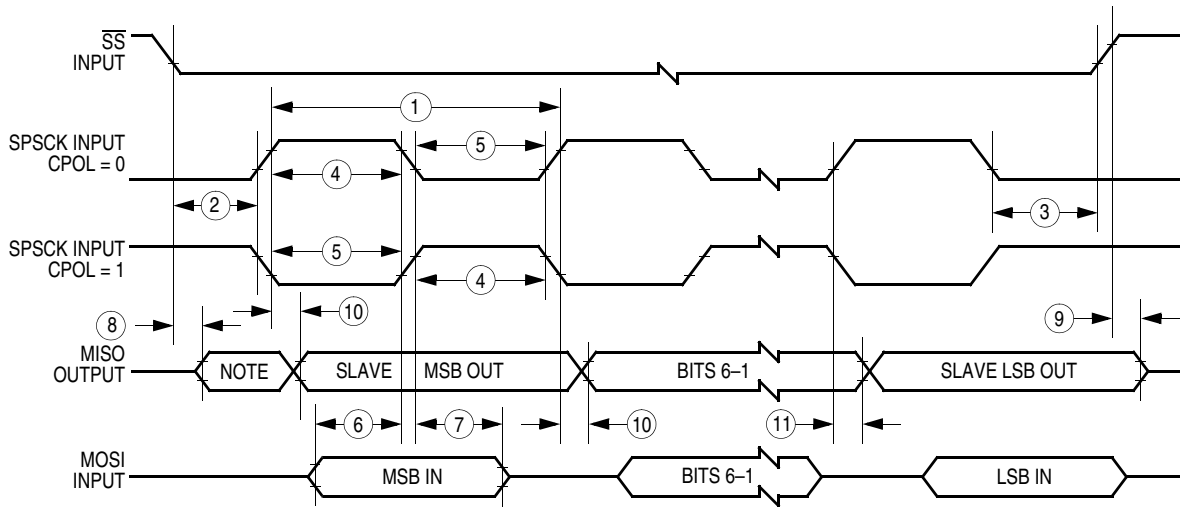 SS
INPUT
1
SPSCK INPUT
CPOL = 0
5
4
2
3
SPSCK INPUT
CPOL = 1
5
4
8
10
9
MISO
OUTPUT
NOTE
SLAVE MSB OUT
BITS 6–1
SLAVE LSB OUT
6
7
10
11
MOSI
INPUT
MSB IN
BITS 6–1
LSB IN